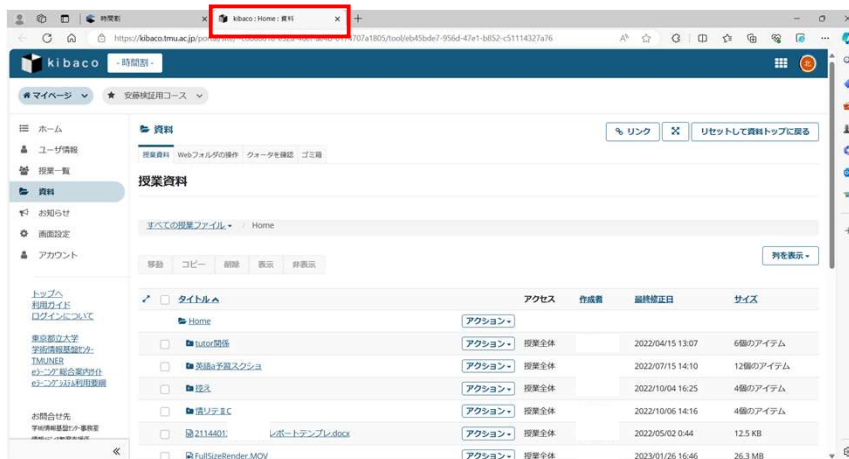 時間割
kibaco : Home : 資料
kibaco
- 時間割 -
マイページ
安藤検証用コース
ホーム
ユーザ情報
授業一覧
資料
お知らせ
画面設定
アカウント
トップへ
利用ガイド
ログインについて
東京都立大学
学術情報基盤センター
TMUNER
eラーニング総合案内サイト
eラーニングシステム利用要綱
お問合せ先
学術情報基盤センター事務室
資料
リンク
リセットして資料トップに戻る
授業資料 Webフォルダの操作 クォータを確認 ゴミ箱
授業資料
すべての授業ファイル / Home
列を表示
移動 コピー 削除 表示 非表示
タイトル アクセス 作成者 最終修正日 サイズ
Home アクション
tutor関係 アクション 授業全体 2022/04/15 13:07 6個のアイテム
英語a予習スクショ アクション 授業全体 2022/07/15 14:10 12個のアイテム
控え アクション 授業全体 2022/10/04 16:25 4個のアイテム
情リテⅡC アクション 授業全体 2022/10/06 14:16 4個のアイテム
レポートテンプレ.docx アクション 授業全体 2022/05/02 0:44 12.5 KB
FullSizeRender.MOV アクション 授業全体 2023/01/26 16:46 26.3 MB